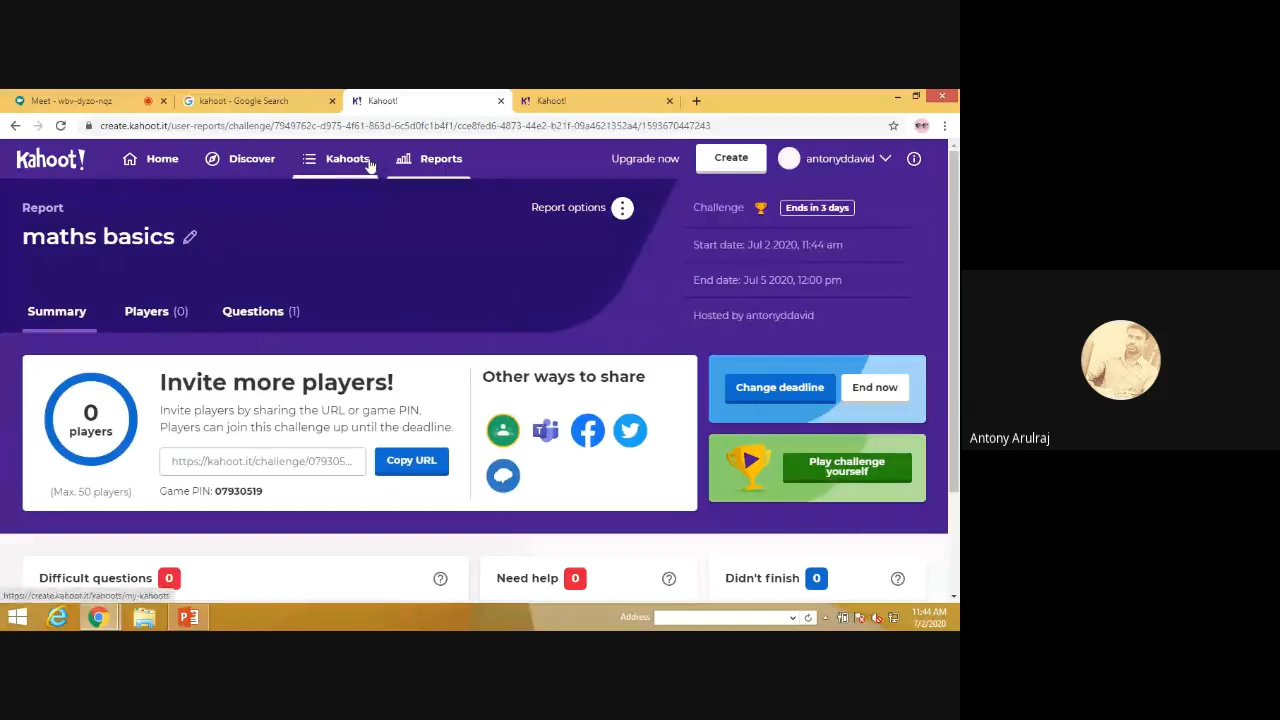 Meet - wbv-dyzo-nqz
kahoot - Google Search
Kahoot!
Kahoot!
create.kahoot.it/user-reports/challenge/7949762c-d975-4f61-863d-6c5d0fc1b4f1/cce8fed6-4873-44e2-b21f-09a4621352a4/1593670447243
Kahoot!
Home
Discover
Kahoots
Reports
Upgrade now
Create
antonyddavid
Report
Report options
maths basics
Challenge
Ends in 3 days
Start date: Jul 2 2020, 11:44 am
End date: Jul 5 2020, 12:00 pm
Hosted by antonyddavid
Summary
Players (0)
Questions (1)
0
players
(Max. 50 players)
Invite more players!
Invite players by sharing the URL or game PIN.
Players can join this challenge up until the deadline.
https://kahoot.it/challenge/079305...
Copy URL
Game PIN: 07930519
Other ways to share
Change deadline
End now
Play challenge
yourself
Difficult questions 0
Need help 0
Didn't finish 0
https://create.kahoot.it/kahoots/my-kahoots
Address
11:44 AM
7/2/2020
Antony Arulraj